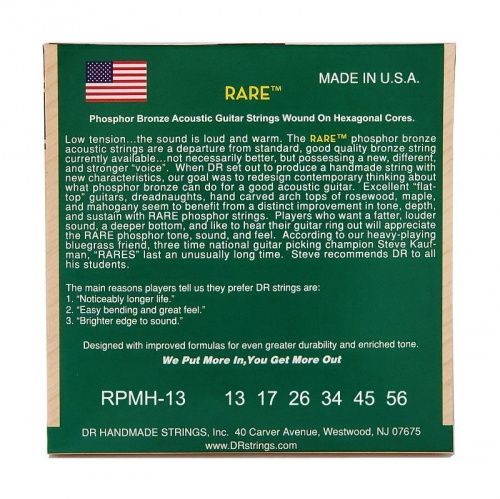 RARE™
MADE IN U.S.A.
Phosphor Bronze Acoustic Guitar Strings Wound On Hexagonal Cores.
Low tension...the sound is loud and warm. The RARE™ phosphor bronze
acoustic strings are a departure from standard, good quality bronze string
currently available...not necessarily better, but possessing a new, different,
and stronger "voice". When DR set out to produce a handmade string with
new characteristics, our goal was to redesign contemporary thinking about
what phosphor bronze can do for a good acoustic guitar. Excellent "flat-
top" guitars, dreadnaughts, hand carved arch tops of rosewood, maple,
and mahogany seem to benefit from a distinct improvement in tone, depth,
and sustain with RARE phosphor strings. Players who want a fatter, louder
sound, a deeper bottom, and like to hear their guitar ring out will appreciate
the RARE phosphor tone, sound, and feel. According to our heavy-playing
bluegrass friend, three time national guitar picking champion Steve Kauf-
man, "RARES" last an unusually long time. Steve recommends DR to all
his students.
The main reasons players tell us they prefer DR strings are:
1. "Noticeably longer life."
2. "Easy bending and great feel."
3. "Brighter edge to sound."
Designed with improved formulas for even greater durability and enriched tone.
We Put More In,You Get More Out
RPMH-13 13 17 26 34 45 56
DR HANDMADE STRINGS, Inc. 40 Carver Avenue, Westwood, NJ 07675
www.DRstrings.com